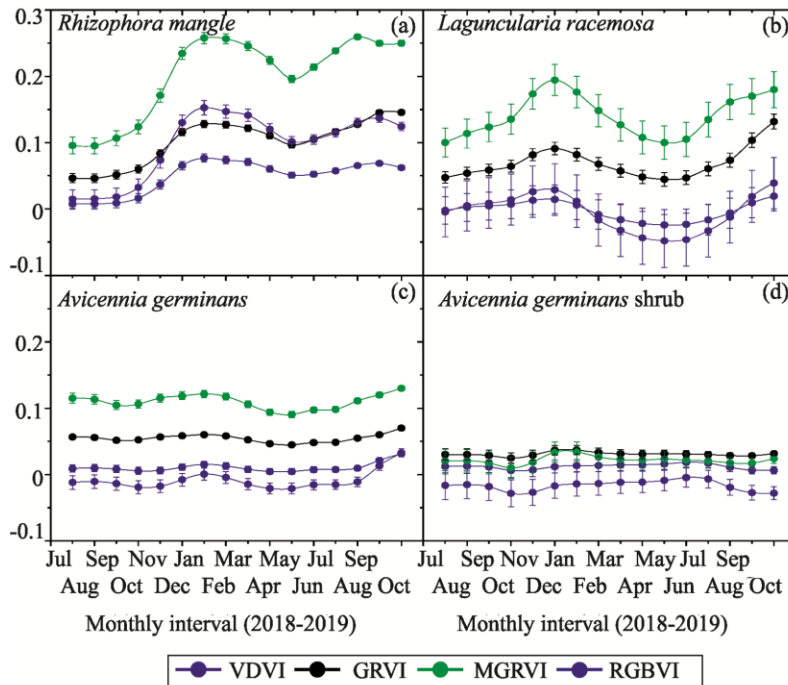 0.3
Rhizophora mangle (a)
Laguncularia racemosa (b)
0.2
0.1
0
-0.1
Avicennia germinans (c)
Avicennia germinans shrub (d)
0.2
0.1
0
-0.1
Jul Sep Nov Jan Mar May Jul Sep Jul Sep Nov Jan Mar May Jul Sep
Aug Oct Dec Feb Apr Jun Aug Oct Aug Oct Dec Feb Apr Jun Aug Oct
Monthly interval (2018-2019) Monthly interval (2018-2019)
VDVI GRVI MGRVI RGBVI